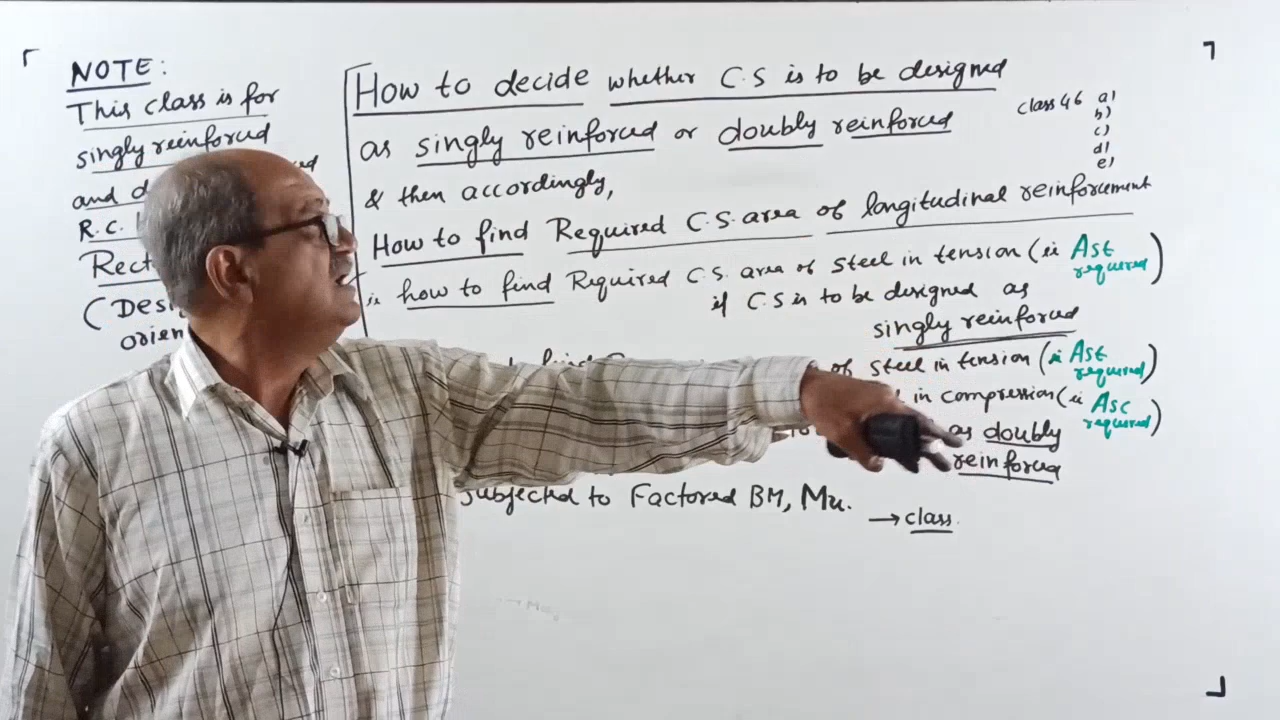 NOTE:
This class is for
singly reinforced
and d
R.C.
Rect
(Desi
orien
How to decide whether C.S is to be designed
as singly reinforced or doubly reinforced
& then accordingly,
How to find Required C.S. area of longitudinal reinforcement
ie how to find Required C.S. area of steel in tension (ie Ast required)
if C.S is to be designed as
singly reinforced
of steel in tension (ie Ast required)
in compression (ie Asc required)
as doubly
reinforced
subjected to Factored BM, Mu.
→ class
class 46 a)
b)
c)
d)
e)